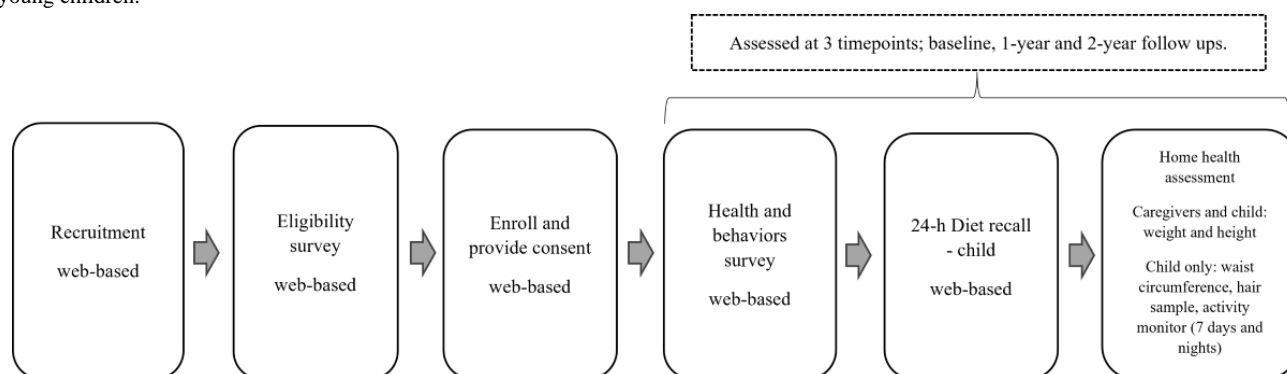 young children.
Assessed at 3 timepoints; baseline, 1-year and 2-year follow ups.
Recruitment
web-based
Eligibility
survey
web-based
Enroll and
provide consent
web-based
Health and
behaviors
survey
web-based
24-h Diet recall
- child
web-based
Home health
assessment
Caregivers and child:
weight and height
Child only: waist
circumference, hair
sample, activity
monitor (7 days and
nights)